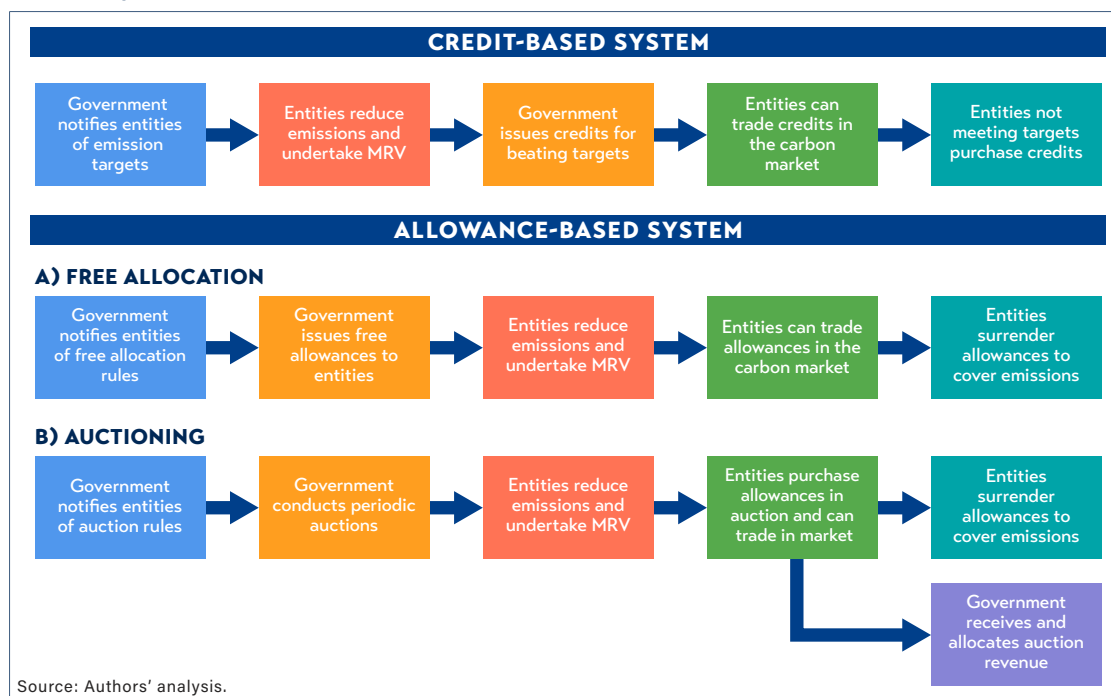 CREDIT-BASED SYSTEM
Government
notifies entities
of emission
targets
Entities reduce
emissions and
undertake MRV
Government
issues credits for
beating targets
Entities can
trade credits in
the carbon
market
Entities not
meeting targets
purchase credits
ALLOWANCE-BASED SYSTEM
A) FREE ALLOCATION
Government
notifies entities
of free allocation
rules
Government
issues free
allowances to
entities
Entities reduce
emissions and
undertake MRV
Entities can trade
allowances in the
carbon market
Entities
surrender
allowances to
cover emissions
B) AUCTIONING
Government
notifies entities
of auction rules
Government
conducts periodic
auctions
Entities reduce
emissions and
undertake MRV
Entities purchase
allowances in
auction and can
trade in market
Entities
surrender
allowances to
cover emissions
Government
receives and
allocates auction
revenue
Source: Authors' analysis.